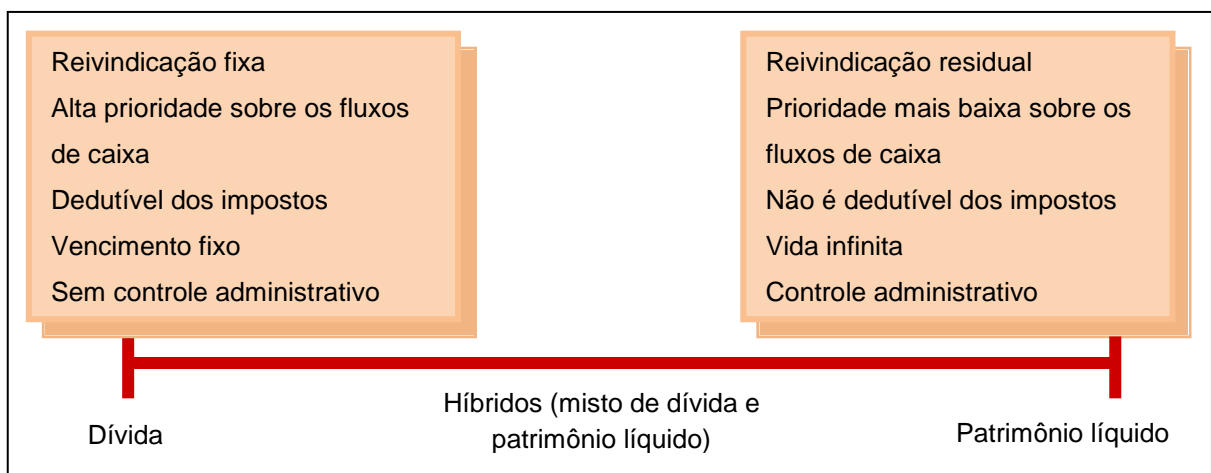 Reivindicação fixa
Alta prioridade sobre os fluxos
de caixa
Dedutível dos impostos
Vencimento fixo
Sem controle administrativo
Reivindicação residual
Prioridade mais baixa sobre os
fluxos de caixa
Não é dedutível dos impostos
Vida infinita
Controle administrativo
Dívida
Híbridos (misto de dívida e
patrimônio líquido)
Patrimônio líquido